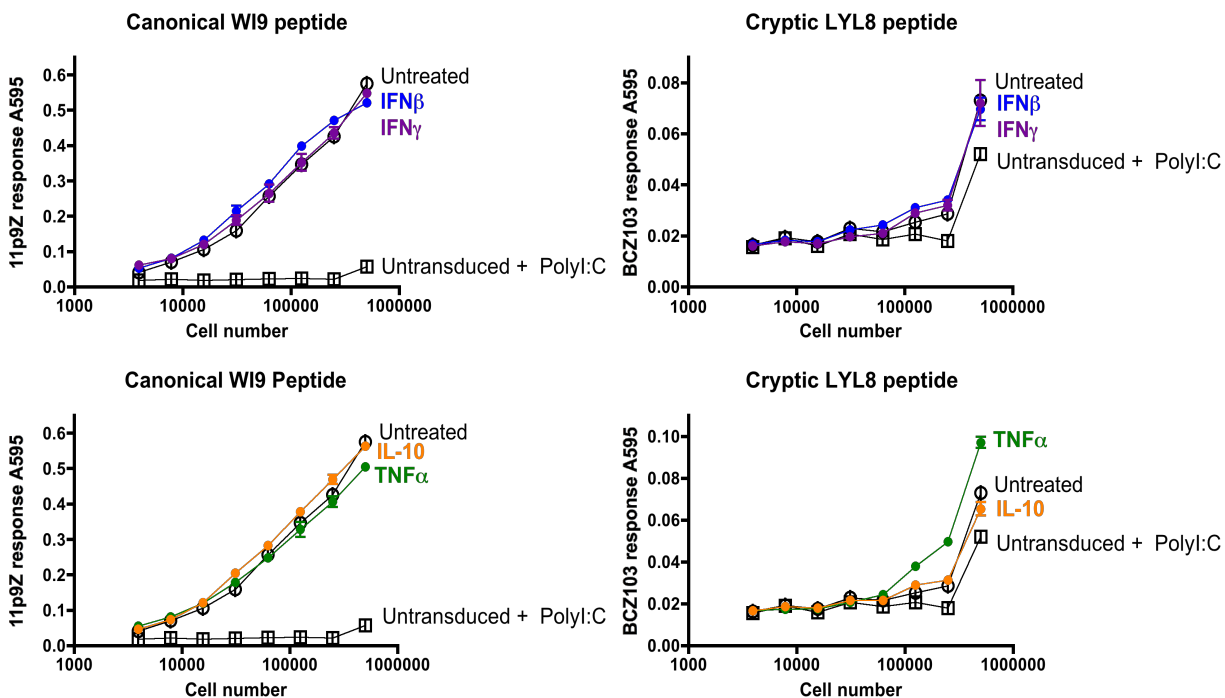 Canonical WI9 peptide
11p9Z response A595
0.6
0.5
0.4
0.3
0.2
0.1
0.0
1000
10000
100000
1000000
Cell number
Untreated
IFNβ
IFNγ
Untransduced + PolyI:C
Cryptic LYL8 peptide
BCZ103 response A595
0.08
0.06
0.04
0.02
0.00
1000
10000
100000
1000000
Cell number
Untreated
IFNβ
IFNγ
Untransduced + PolyI:C
Canonical WI9 Peptide
11p9Z response A595
0.6
0.5
0.4
0.3
0.2
0.1
0.0
1000
10000
100000
1000000
Cell number
Untreated
IL-10
TNFα
Untransduced + PolyI:C
Cryptic LYL8 peptide
BCZ103 response A595
0.10
0.08
0.06
0.04
0.02
0.00
1000
10000
100000
1000000
Cell number
TNFα
Untreated
IL-10
Untransduced + PolyI:C